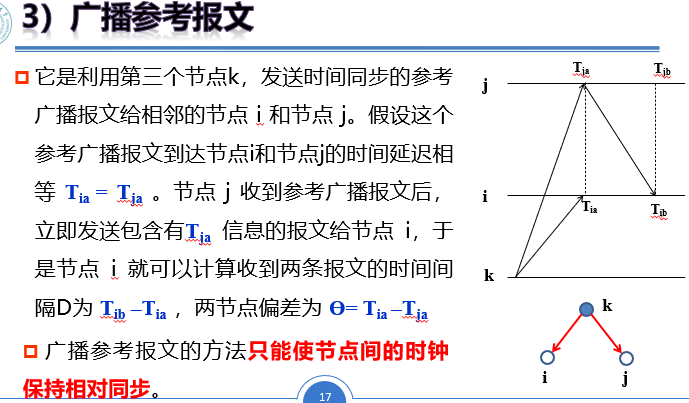 3）广播参考报文
它是利用第三个节点k，发送时间同步的参考
广播报文给相邻的节点 i 和节点 j。假设这个
参考广播报文到达节点i和节点j的时间延迟相
等 Tia = Tja 。节点 j 收到参考广播报文后，
立即发送包含有Tja 信息的报文给节点 i，于
是节点 i 就可以计算收到两条报文的时间间
隔D为 Tib –Tia ，两节点偏差为 Θ= Tia –Tja
广播参考报文的方法只能使节点间的时钟
保持相对同步。
Tja Tjb
j
i
Tia Tib
k
k
i j
17